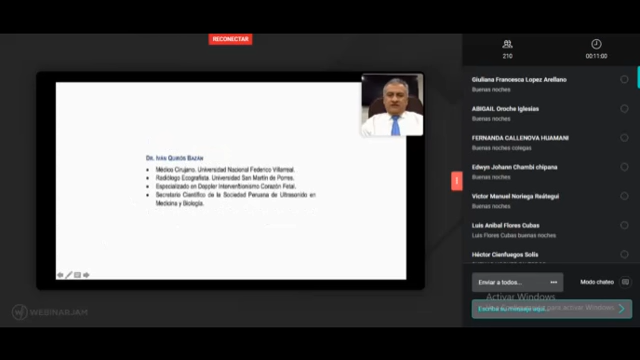 RECONECTAR
DR. IVÁN QUIRÓS BAZÁN
Médico Cirujano. Universidad Nacional Federico Villarreal.
Radiólogo Ecografista. Universidad San Martín de Porres.
Especializado en Doppler Intervencionismo Corazón Fetal.
Secretario Científico de la Sociedad Peruana de Ultrasonido en
Medicina y Biología.
WEBINARJAM
210
00:11:00
Giuliana Francesca Lopez Arellano
Buenas noches
ABIGAIL Oroche Iglesias
Buenas noches
FERNANDA CALLENOVA HUAMANI
Buenas noches colegas
Edwyn Johann Chambi chipana
Buenas noches
Victor Manuel Noriega Reátegui
Buenas noches
Luis Anibal Flores Cubas
Luis Flores Cubas buenas noches
Héctor Cienfuegos Solis
Enviar a todos...
Modo chateo
Activar Windows
para activar Windows